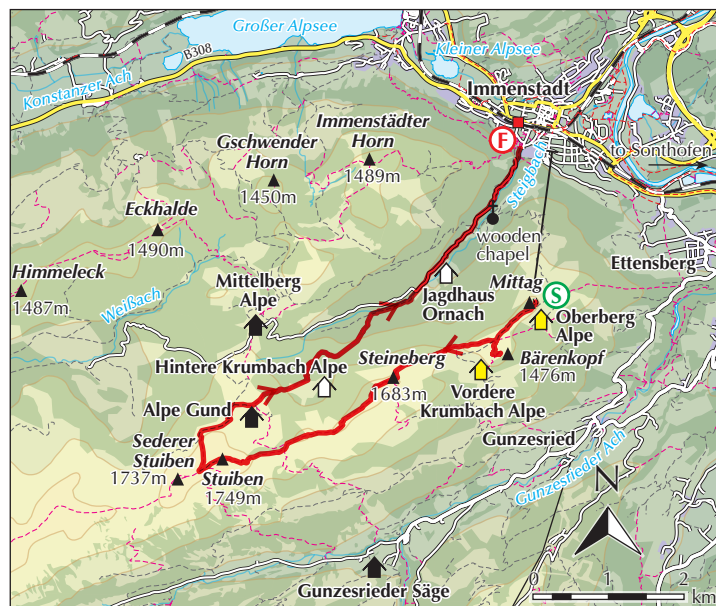 Großer Alpsee
B308
Kleiner Alpsee
Konstanzer Ach
Immenstadt
F
to Sonthofen
Immenstädter
Horn
1489m
Gschwender
Horn
1450m
Steigbach
Eckhalde
1490m
wooden
chapel
Ettensberg
Himmeleck
1487m
Weißach
Mittelberg
Alpe
Jagdhaus
Ornach
Mittag
S
Oberberg
Alpe
Hintere Krumbach Alpe
Steineberg
1683m
Bärenkopf
1476m
Vordere
Krumbach Alpe
Alpe Gund
Gunzesried
Sederer
Stuiben
1737m
Stuiben
1749m
Gunzesrieder Ach
N
Gunzesrieder Säge
0 1 2
km